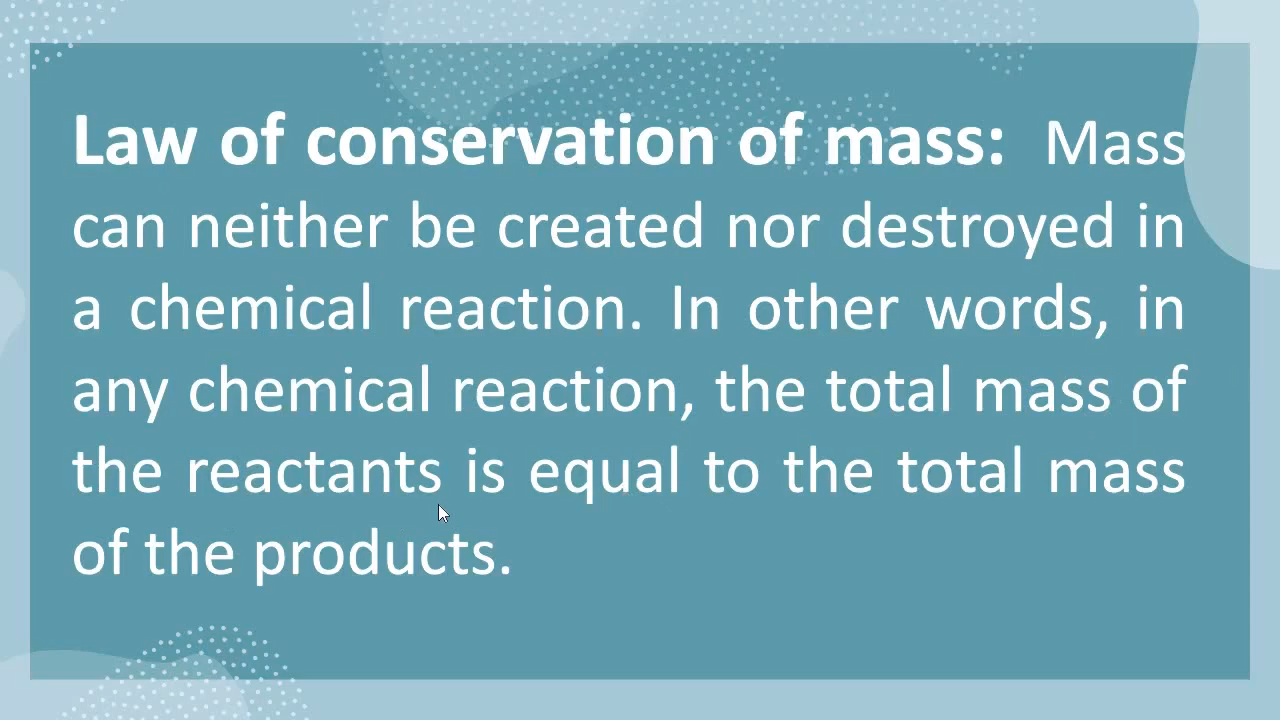 Law of conservation of mass: Mass
can neither be created nor destroyed in
a chemical reaction. In other words, in
any chemical reaction, the total mass of
the reactants is equal to the total mass
of the products.